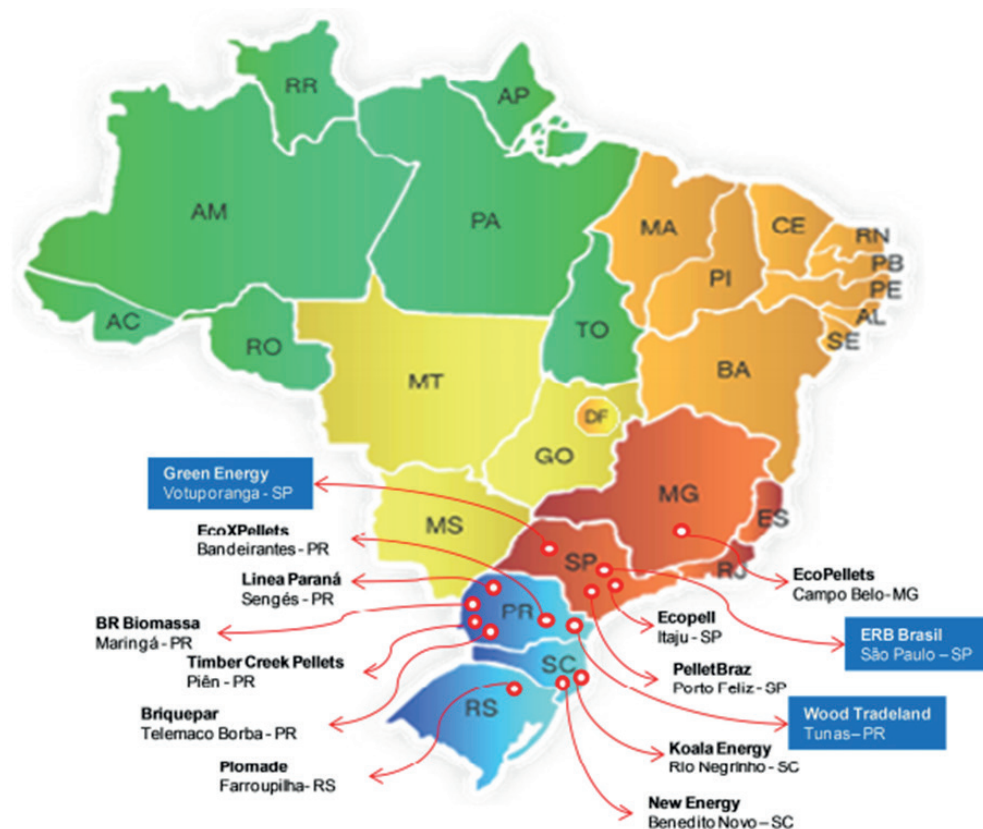 RR
AP
AM
PA
MA
CE
RN
PB
PE
AL
SE
PI
AC
RO
TO
BA
MT
DF
GO
MG
ES
MS
SP
RJ
PR
SC
RS
Green Energy
Votuporanga - SP
EcoXPellets
Bandeirantes - PR
Linea Paraná
Sengés - PR
BR Biomassa
Maringá - PR
Timber Creek Pellets
Piên - PR
Briquepar
Telemaco Borba - PR
Piomade
Farroupilha- RS
EcoPellets
Campo Belo- MG
Ecopell
Itaju - SP
ERB Brasil
São Paulo – SP
PelletBraz
Porto Feliz - SP
Wood Tradeland
Tunas– PR
Koala Energy
Rio Negrinho - SC
New Energy
Benedito Novo – SC